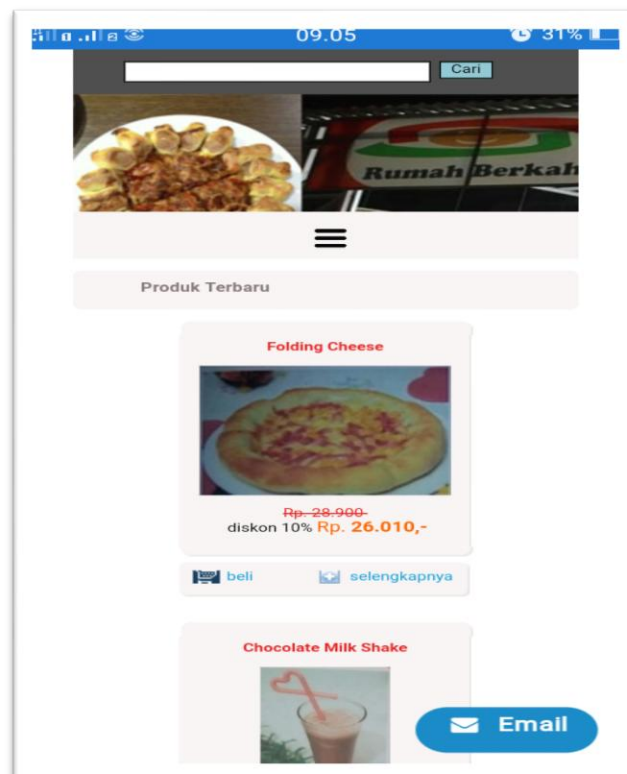 09.05
31%
Cari
Rumah Berkah
Produk Terbaru
Folding Cheese
Rp. 28.900-
diskon 10% Rp. 26.010,-
beli selengkapnya
Chocolate Milk Shake
Email